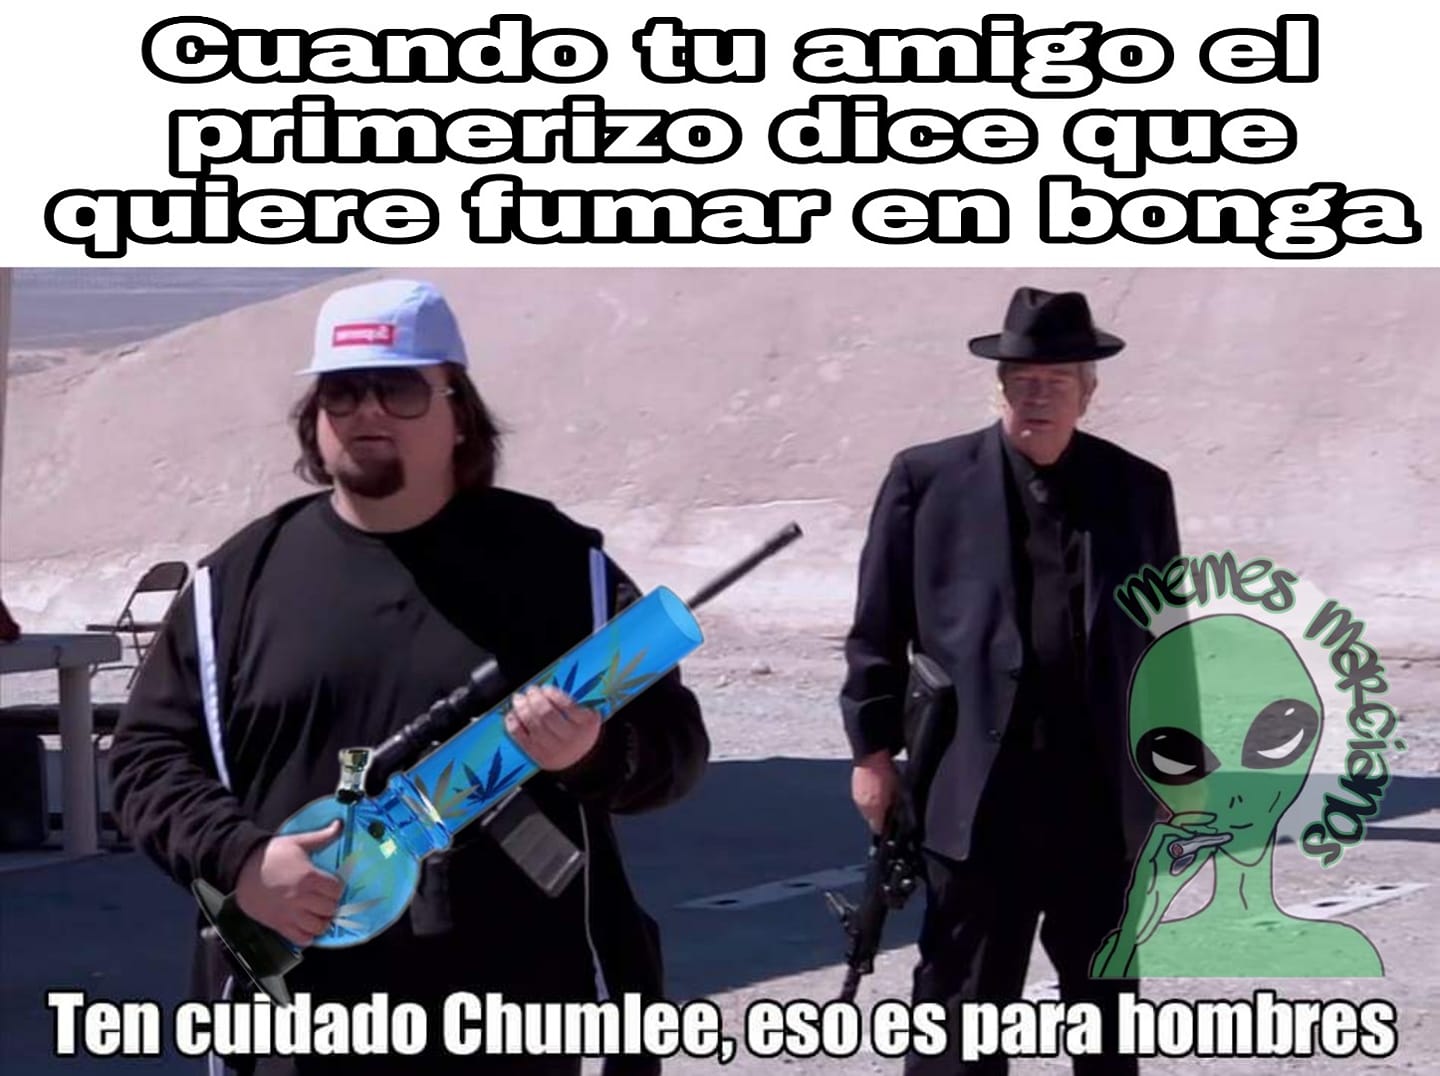 Cuando tu amigo el
primerizo dice que
quiere fumar en bonga
memes marcianos
Ten cuidado Chumlee, eso es para hombres